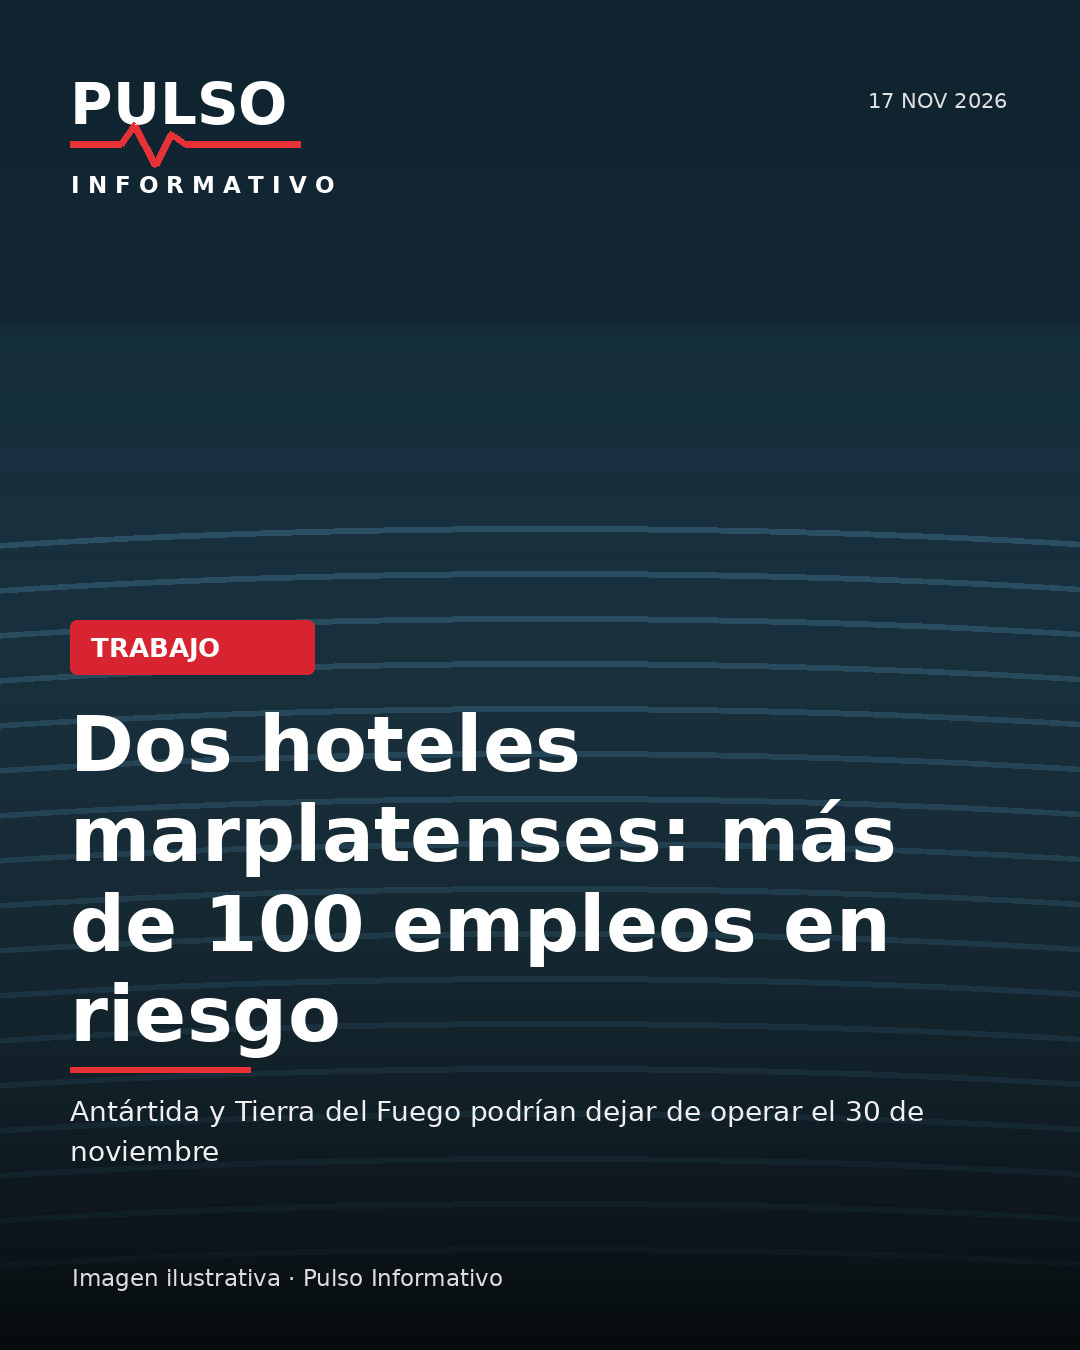 PULSO
INFORMATIVO
17 NOV 2026
TRABAJO
Dos hoteles
marplatenses: más
de 100 empleos en
riesgo
Antártida y Tierra del Fuego podrían dejar de operar el 30 de
noviembre
Imagen ilustrativa · Pulso Informativo